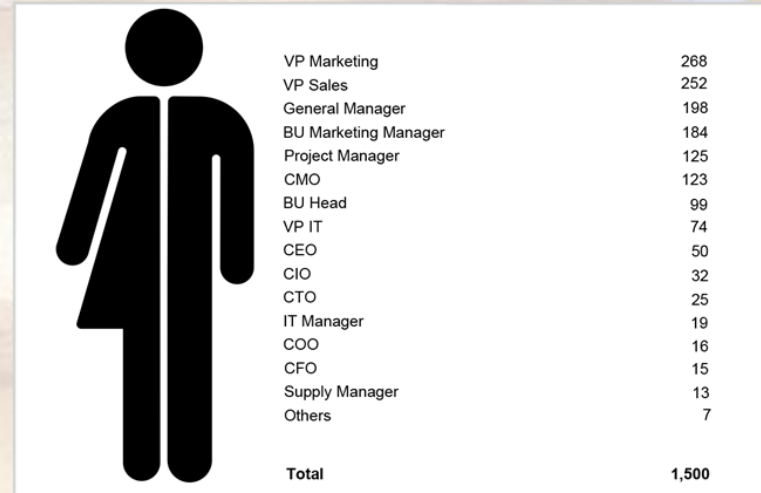 VP Marketing 268
VP Sales 252
General Manager 198
BU Marketing Manager 184
Project Manager 125
CMO 123
BU Head 99
VP IT 74
CEO 50
CIO 32
CTO 25
IT Manager 19
COO 16
CFO 15
Supply Manager 13
Others 7
Total 1,500